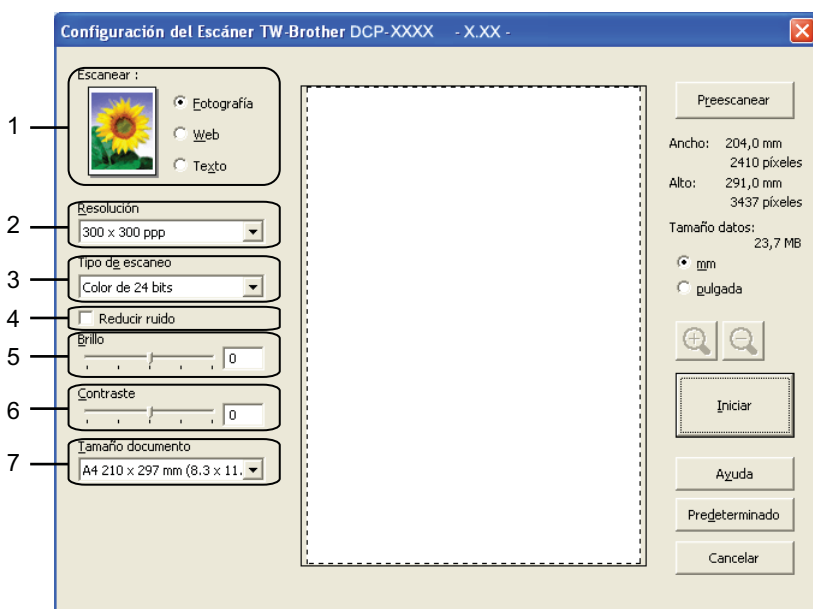 Configuración del Escáner TW-Brother DCP-XXXX - X.XX -
Escanear :
1
Fotografía
Web
Texto
2
Resolución
300 x 300 ppp
3
Tipo de escaneo
Color de 24 bits
4
Reducir ruido
5
Brillo
0
6
Contraste
0
7
Tamaño documento
A4 210 x 297 mm (8.3 x 11.
Preescanear
Ancho: 204,0 mm
2410 píxeles
Alto: 291,0 mm
3437 píxeles
Tamaño datos:
23,7 MB
mm
pulgada
Iniciar
Ayuda
Predeterminado
Cancelar